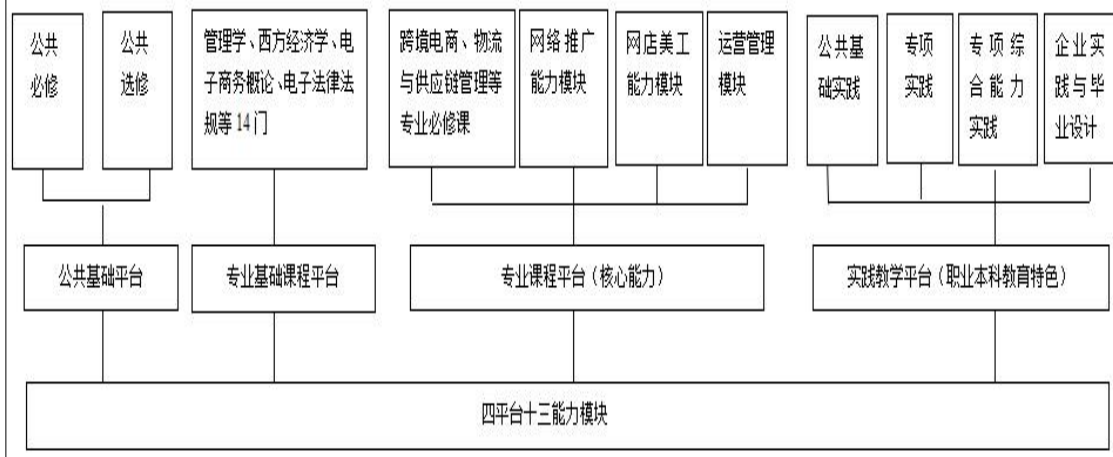 公共
必修
公共
选修
管理学、西方经济学、电
子商务概论、电子法律法
规等14门
跨境电商、物流
与供应链管理等
专业必修课
网络推广
能力模块
网店美工
能力模块
运营管理
模块
公共基
础实践
专项
实践
专项综
合能力
实践
企业实
践与毕
业设计
公共基础平台
专业基础课程平台
专业课程平台（核心能力）
实践教学平台（职业本科教育特色）
四平台十三能力模块